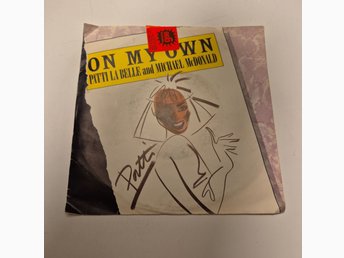 ON MY OWN
PATTI LA BELLE and MICHAEL McDONALD
Patti